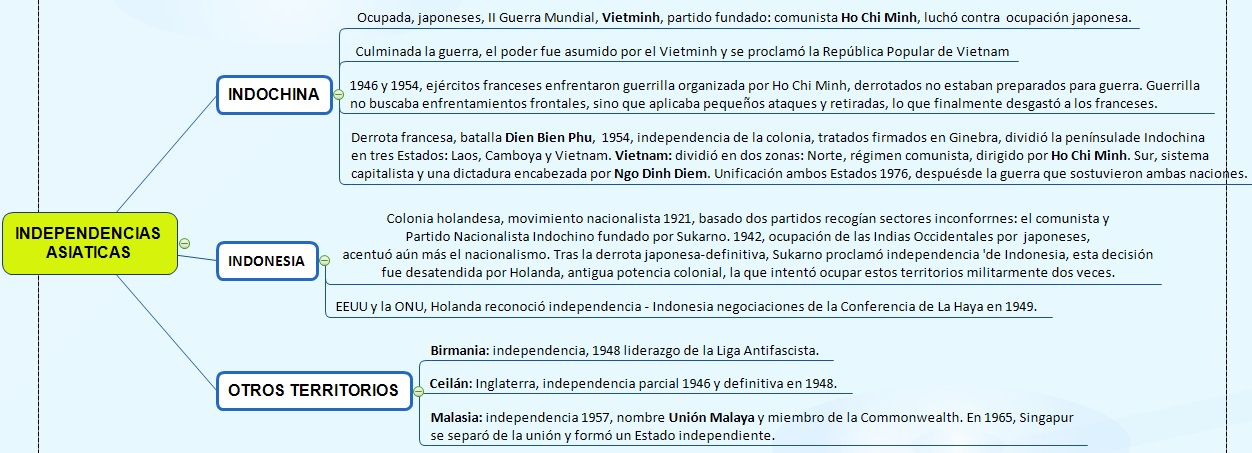 Ocupada, japoneses, II Guerra Mundial, Vietminh, partido fundado: comunista Ho Chi Minh, luchó contra ocupación japonesa.
Culminada la guerra, el poder fue asumido por el Vietminh y se proclamó la República Popular de Vietnam
INDOCHINA
1946 y 1954, ejércitos franceses enfrentaron guerrilla organizada por Ho Chi Minh, derrotados no estaban preparados para guerra. Guerrilla
no buscaba enfrentamientos frontales, sino que aplicaba pequeños ataques y retiradas, lo que finalmente desgastó a los franceses.
Derrota francesa, batalla Dien Bien Phu, 1954, independencia de la colonia, tratados firmados en Ginebra, dividió la penínsulade Indochina
en tres Estados: Laos, Camboya y Vietnam. Vietnam: dividió en dos zonas: Norte, régimen comunista, dirigido por Ho Chi Minh. Sur, sistema
capitalista y una dictadura encabezada por Ngo Dinh Diem. Unificación ambos Estados 1976, despuésde la guerra que sostuvieron ambas naciones.
INDEPENDENCIAS
ASIATICAS
Colonia holandesa, movimiento nacionalista 1921, basado dos partidos recogían sectores inconforrnes: el comunista y
Partido Nacionalista Indochino fundado por Sukarno. 1942, ocupación de las Indias Occidentales por japoneses,
acentuó aún más el nacionalismo. Tras la derrota japonesa-definitiva, Sukarno proclamó independencia 'de Indonesia, esta decisión
fue desatendida por Holanda, antigua potencia colonial, la que intentó ocupar estos territorios militarmente dos veces.
INDONESIA
EEUU y la ONU, Holanda reconoció independencia - Indonesia negociaciones de la Conferencia de La Haya en 1949.
Birmania: independencia, 1948 liderazgo de la Liga Antifascista.
OTROS TERRITORIOS
Ceilán: Inglaterra, independencia parcial 1946 y definitiva en 1948.
Malasia: independencia 1957, nombre Unión Malaya y miembro de la Commonwealth. En 1965, Singapur
se separó de la unión y formó un Estado independiente.